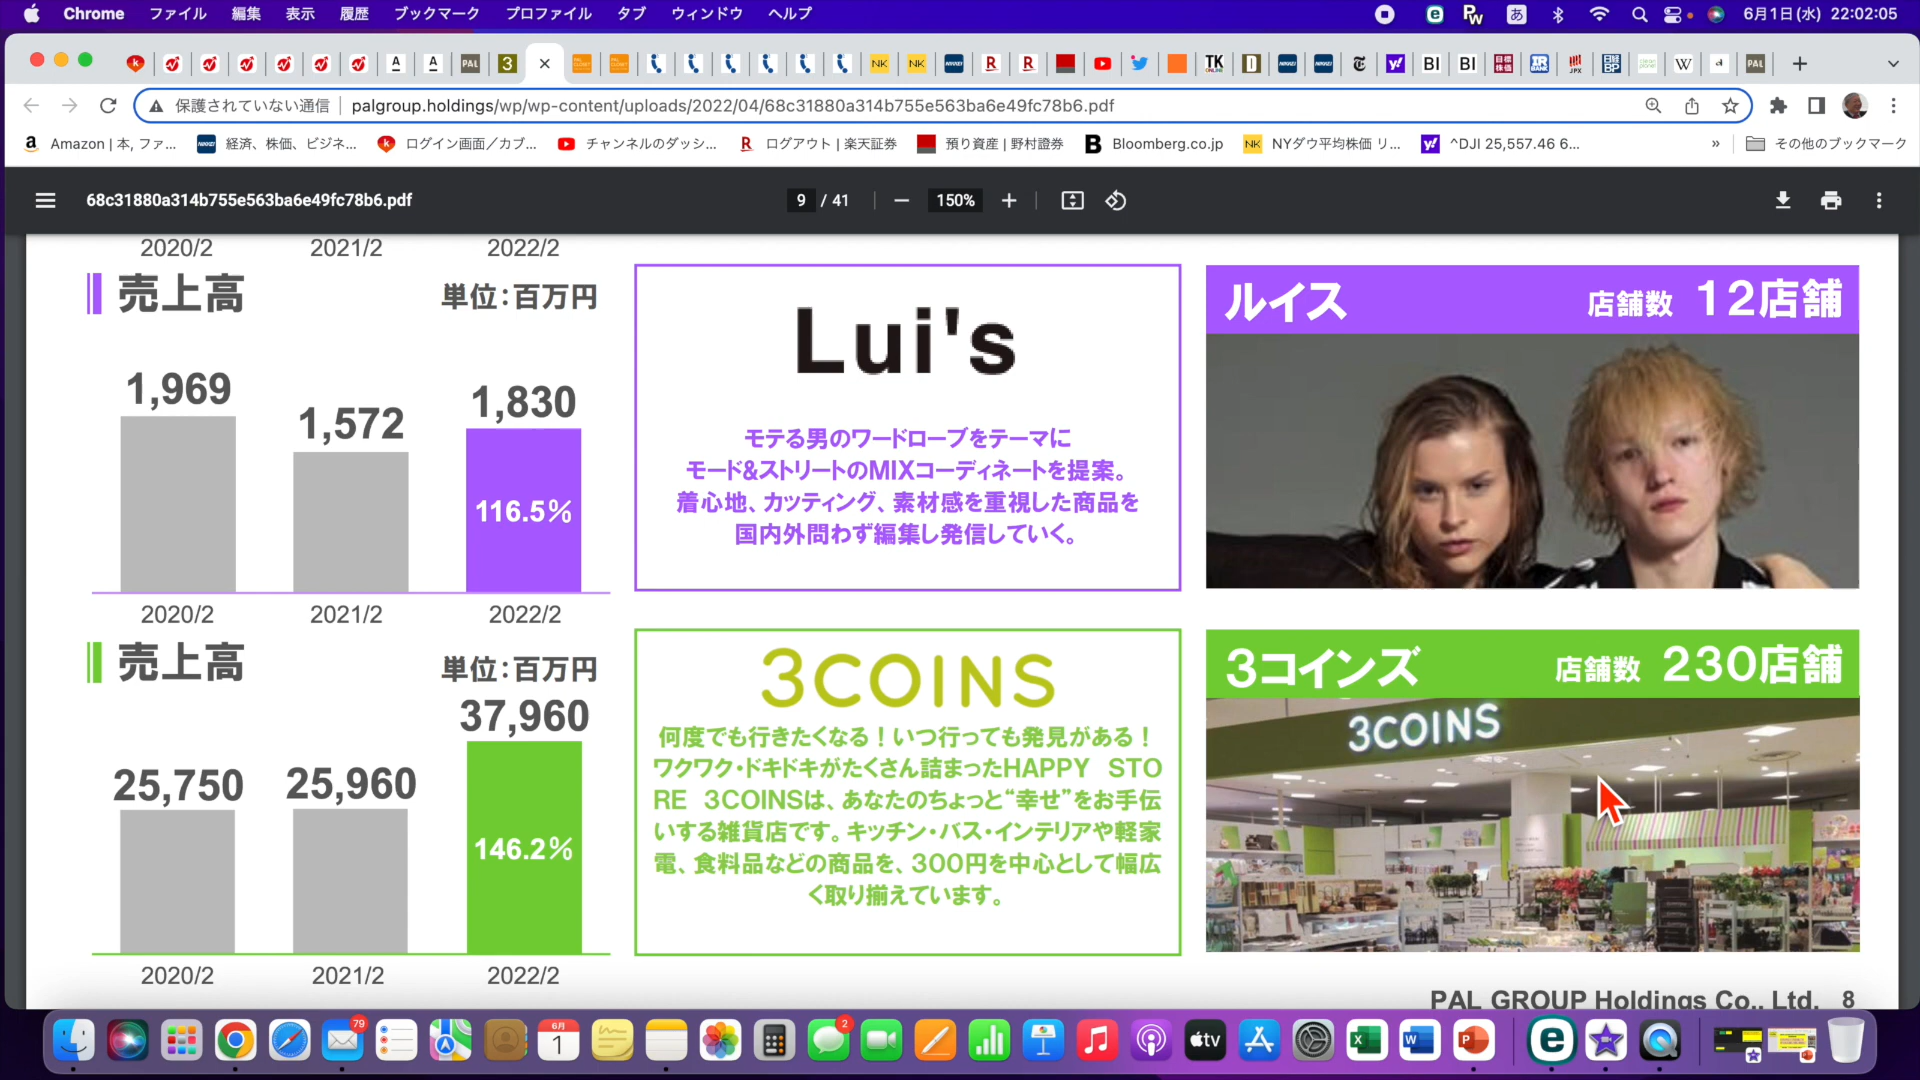 Chrome ファイル 編集 表示 履歴 ブックマーク プロファイル タブ ウィンドウ ヘルプ
あ 6月1日(水) 22:02:05
保護されていない通信 palgroup.holdings/wp/wp-content/uploads/2022/04/68c31880a314b755e563ba6e49fc78b6.pdf
Amazon | 本, ファ... 経済、株価、ビジネ... ログイン画面／カブ... チャンネルのダッシ... ログアウト | 楽天証券 預り資産 | 野村證券 Bloomberg.co.jp NYダウ平均株価 リ... ^DJI 25,557.46 6... » その他のブックマーク
68c31880a314b755e563ba6e49fc78b6.pdf 9 / 41 150%
2020/2 2021/2 2022/2
売上高 単位：百万円
1,969 1,572 1,830
116.5%
2020/2 2021/2 2022/2
Lui's
モテる男のワードローブをテーマに
モード&ストリートのMIXコーディネートを提案。
着心地、カッティング、素材感を重視した商品を
国内外問わず編集し発信していく。
ルイス 店舗数 12店舗
売上高 単位：百万円
25,750 25,960 37,960
146.2%
2020/2 2021/2 2022/2
3COINS
何度でも行きたくなる！いつ行っても発見がある！
ワクワク・ドキドキがたくさん詰まったHAPPY STO
RE 3COINSは、あなたのちょっと“幸せ”をお手伝
いする雑貨店です。キッチン・バス・インテリアや軽家
電、食料品などの商品を、300円を中心として幅広
く取り揃えています。
3コインズ 店舗数 230店舗
3COINS
PAL GROUP Holdings Co., Ltd. 8
79
6月
1
2
tv